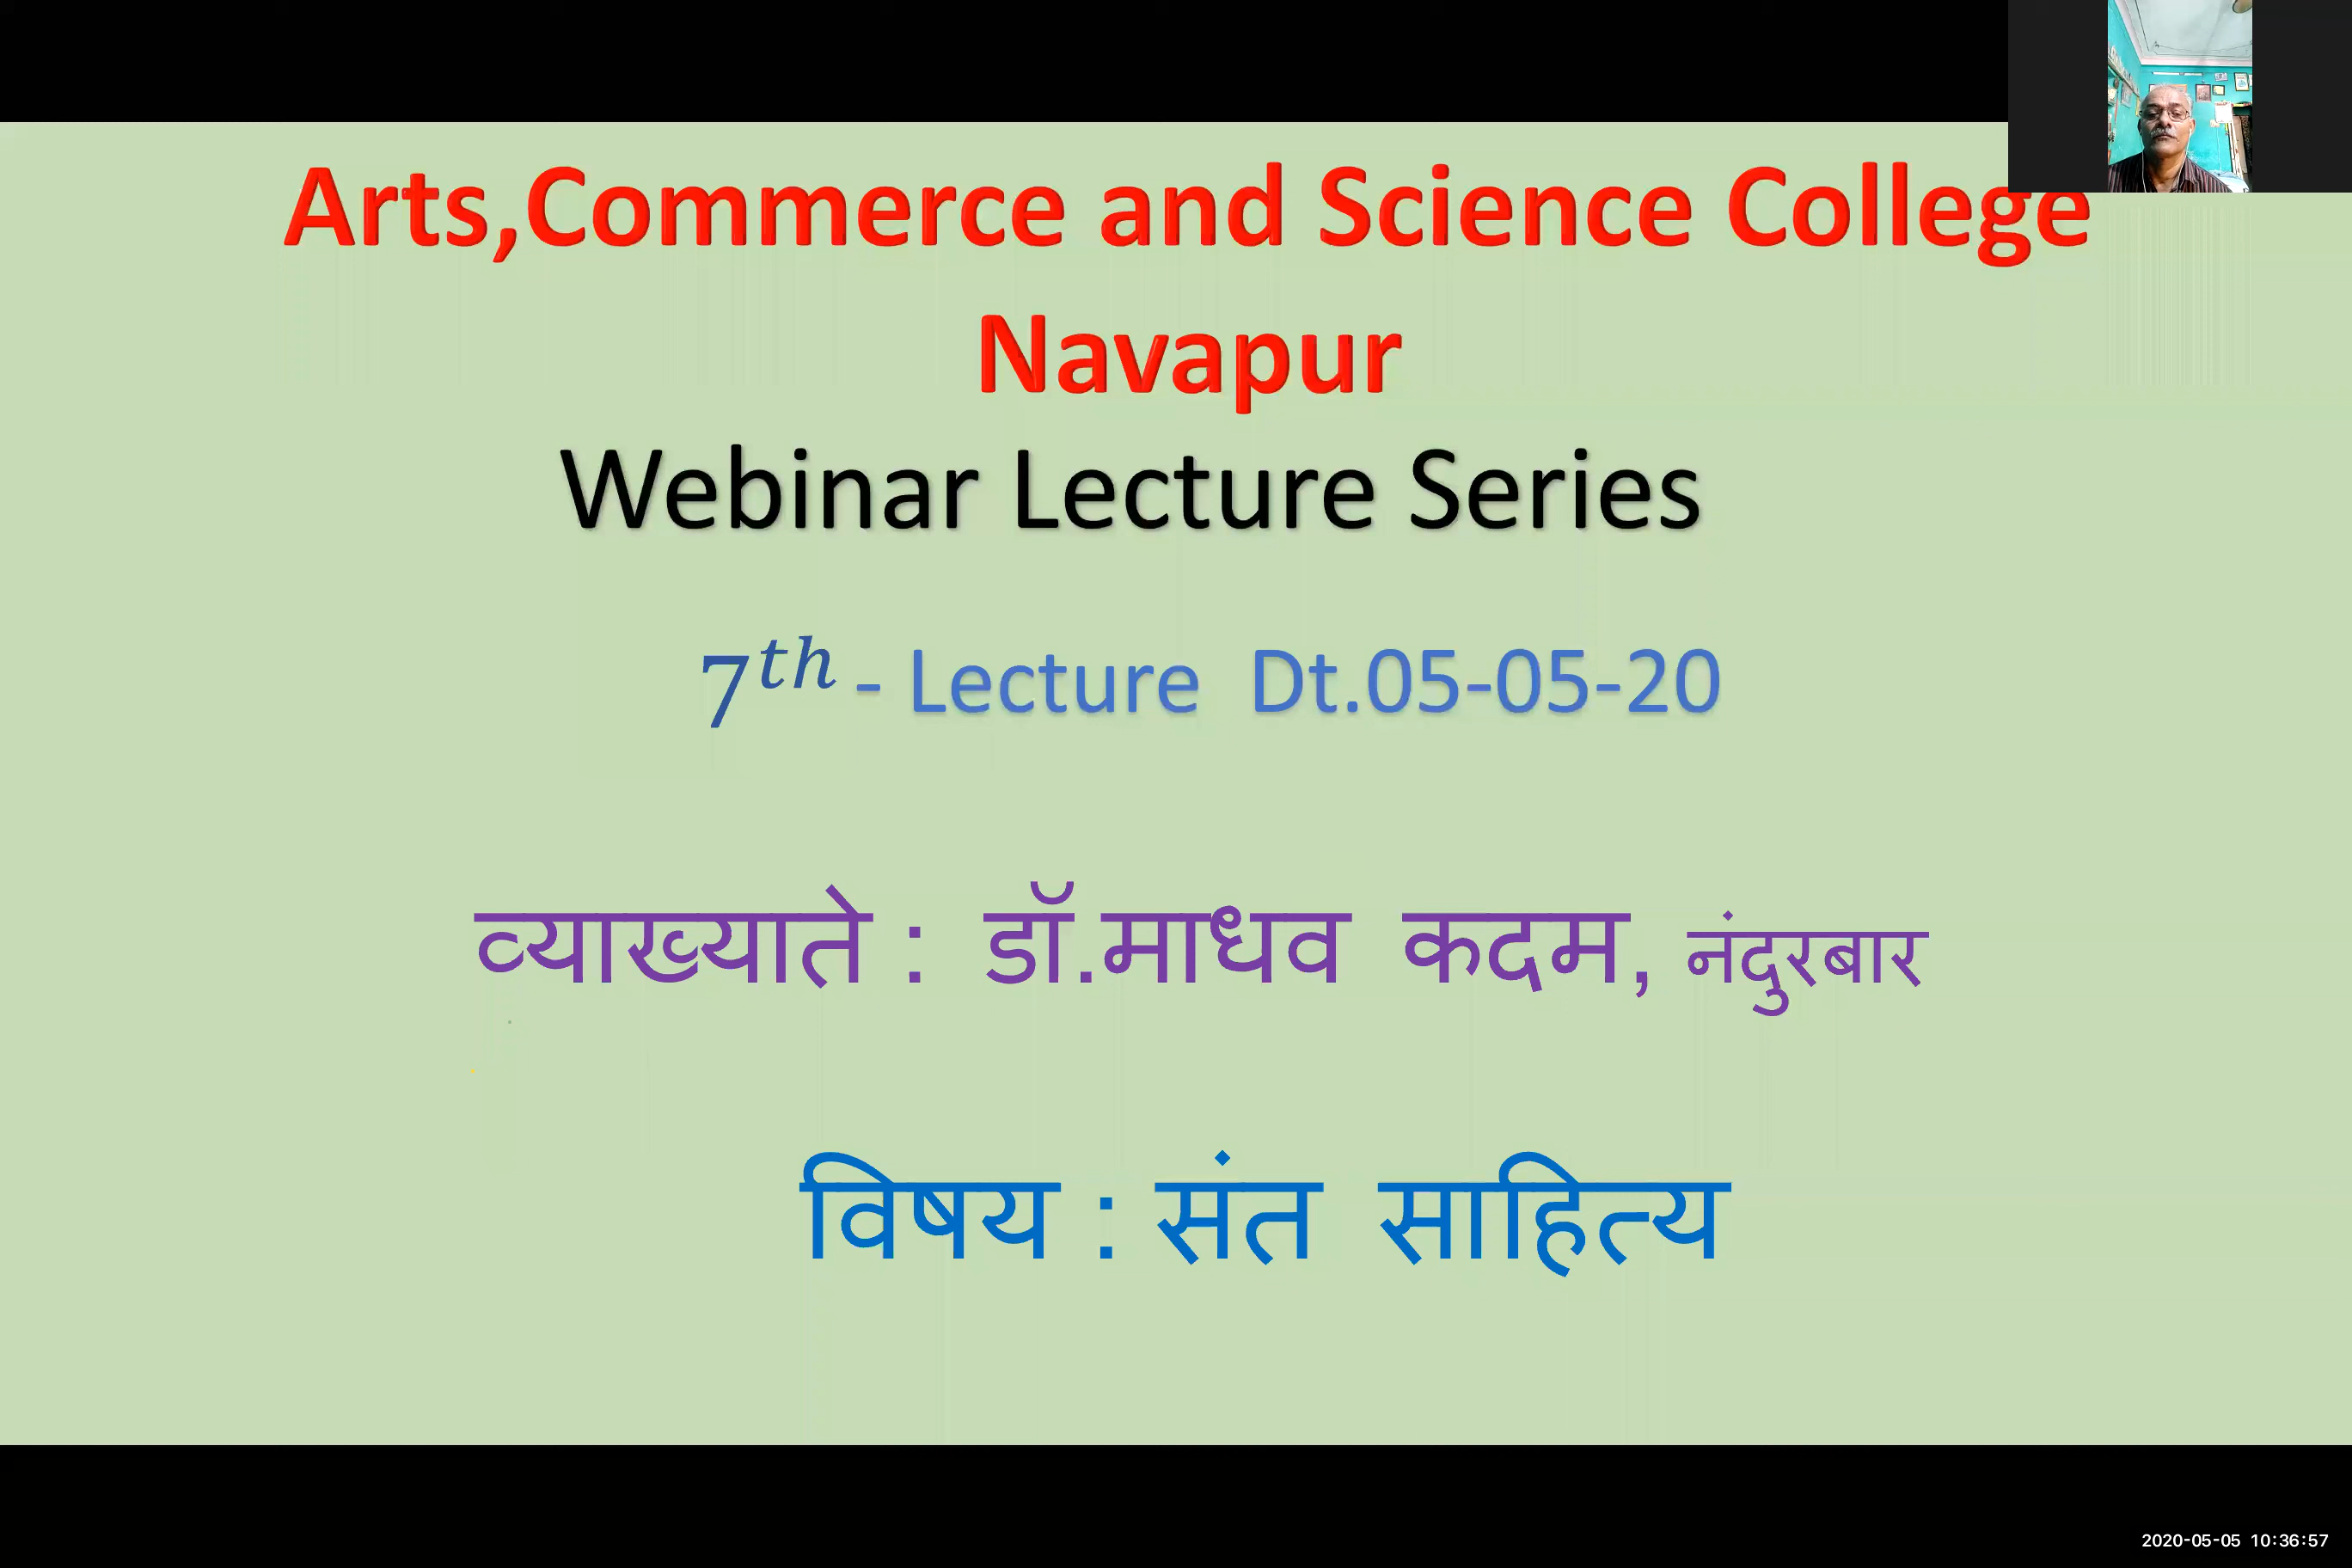 Arts,Commerce and Science College
Navapur
Webinar Lecture Series
7th - Lecture Dt.05-05-20
व्याख्याते : डॉ.माधव कदम, नंदुरबार
विषय : संत साहित्य
2020-05-05 10:36:57